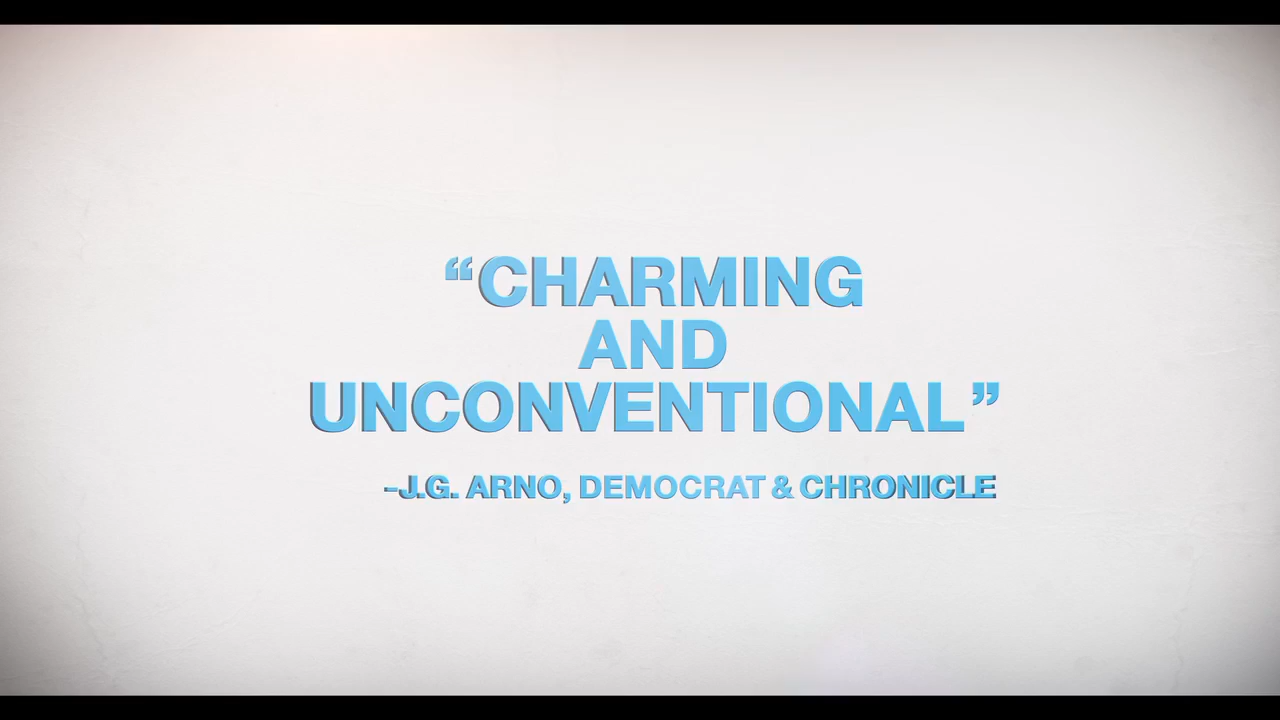 “CHARMING
AND
UNCONVENTIONAL”
–J.G. ARNO, DEMOCRAT & CHRONICLE